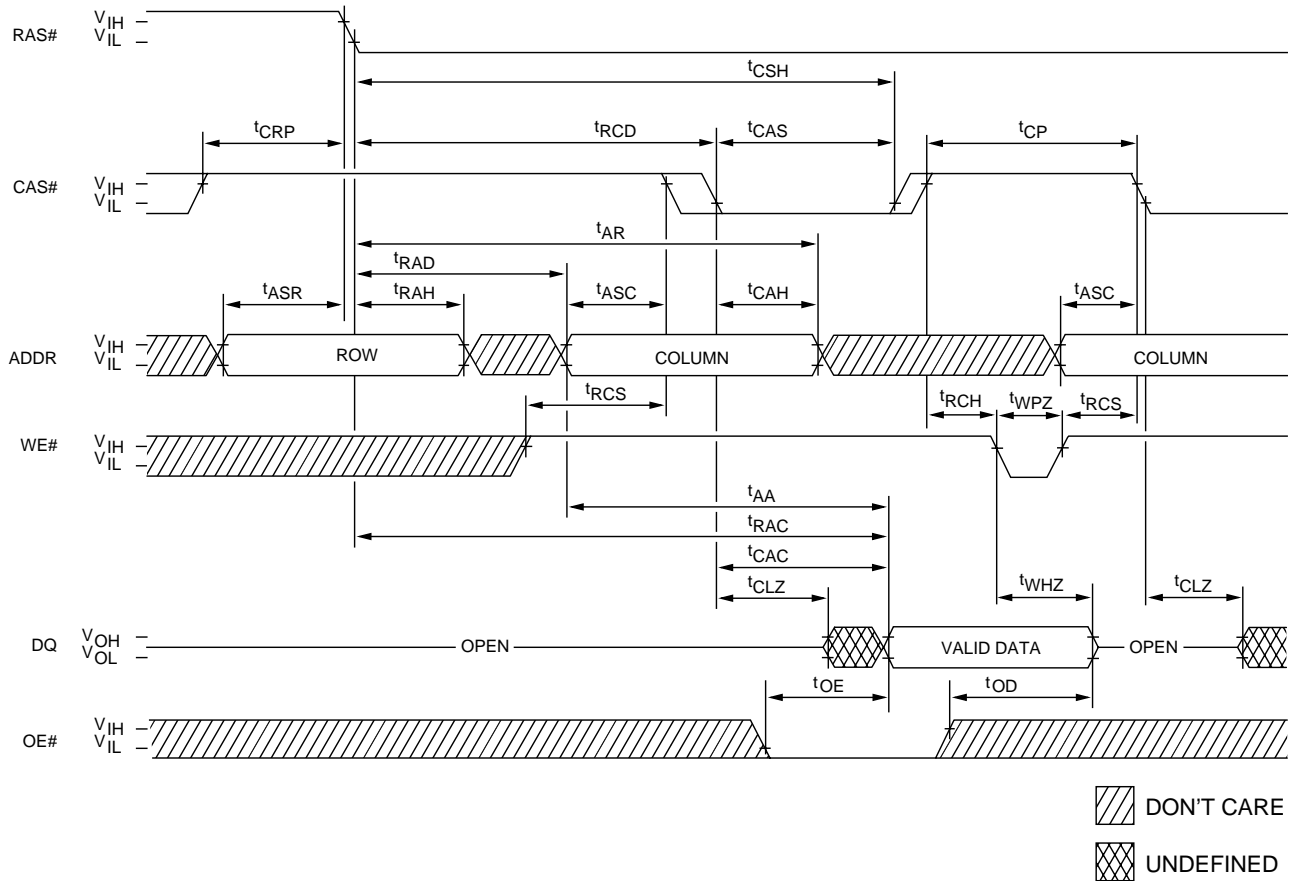 RAS# VIH
VIL
tCSH
tCRP tRCD tCAS tCP
CAS# VIH
VIL
tAR
tRAD
tASR tRAH tASC tCAH tASC
ADDR VIH
VIL
ROW COLUMN COLUMN
tRCS tRCH tWPZ tRCS
WE# VIH
VIL
tAA
tRAC
tCAC
tCLZ tWHZ tCLZ
DQ VOH
VOL
OPEN VALID DATA OPEN
tOE tOD
OE# VIH
VIL
DON'T CARE
UNDEFINED